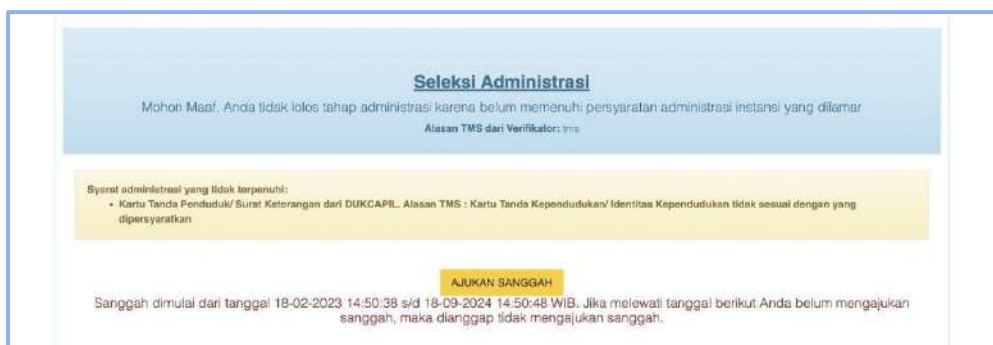 Seleksi Administrasi
Mohon Maaf. Anda tidak lolos tahap administrasi karena belum memenuhi persyaratan administrasi instansi yang dilamar
Alasan TMS dari Verifikator: tms
Syarat administrasi yang tidak terpenuhi:
• Kartu Tanda Penduduk/ Surat Keterangan dari DUKCAPIL. Alasan TMS : Kartu Tanda Kependudukan/ Identitas Kependudukan tidak sesuai dengan yang
dipersyaratkan
AJUKAN SANGGAH
Sanggah dimulai dari tanggal 18-02-2023 14:50:38 s/d 18-09-2024 14:50:48 WIB. Jika melewati tanggal berikut Anda belum mengajukan
sanggah, maka dianggap tidak mengajukan sanggah.